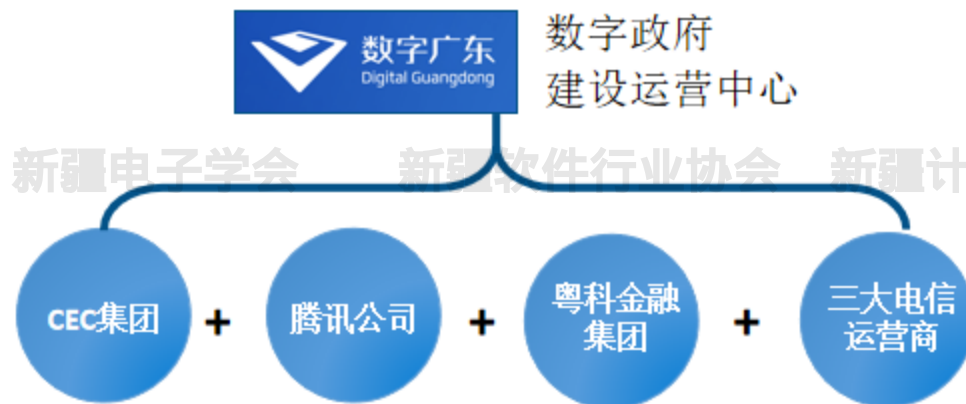 数字广东
Digital Guangdong
数字政府
建设运营中心
新疆电子学会 新疆软件行业协会 新疆计
CEC集团 + 腾讯公司 + 粤科金融
集团 + 三大电信
运营商